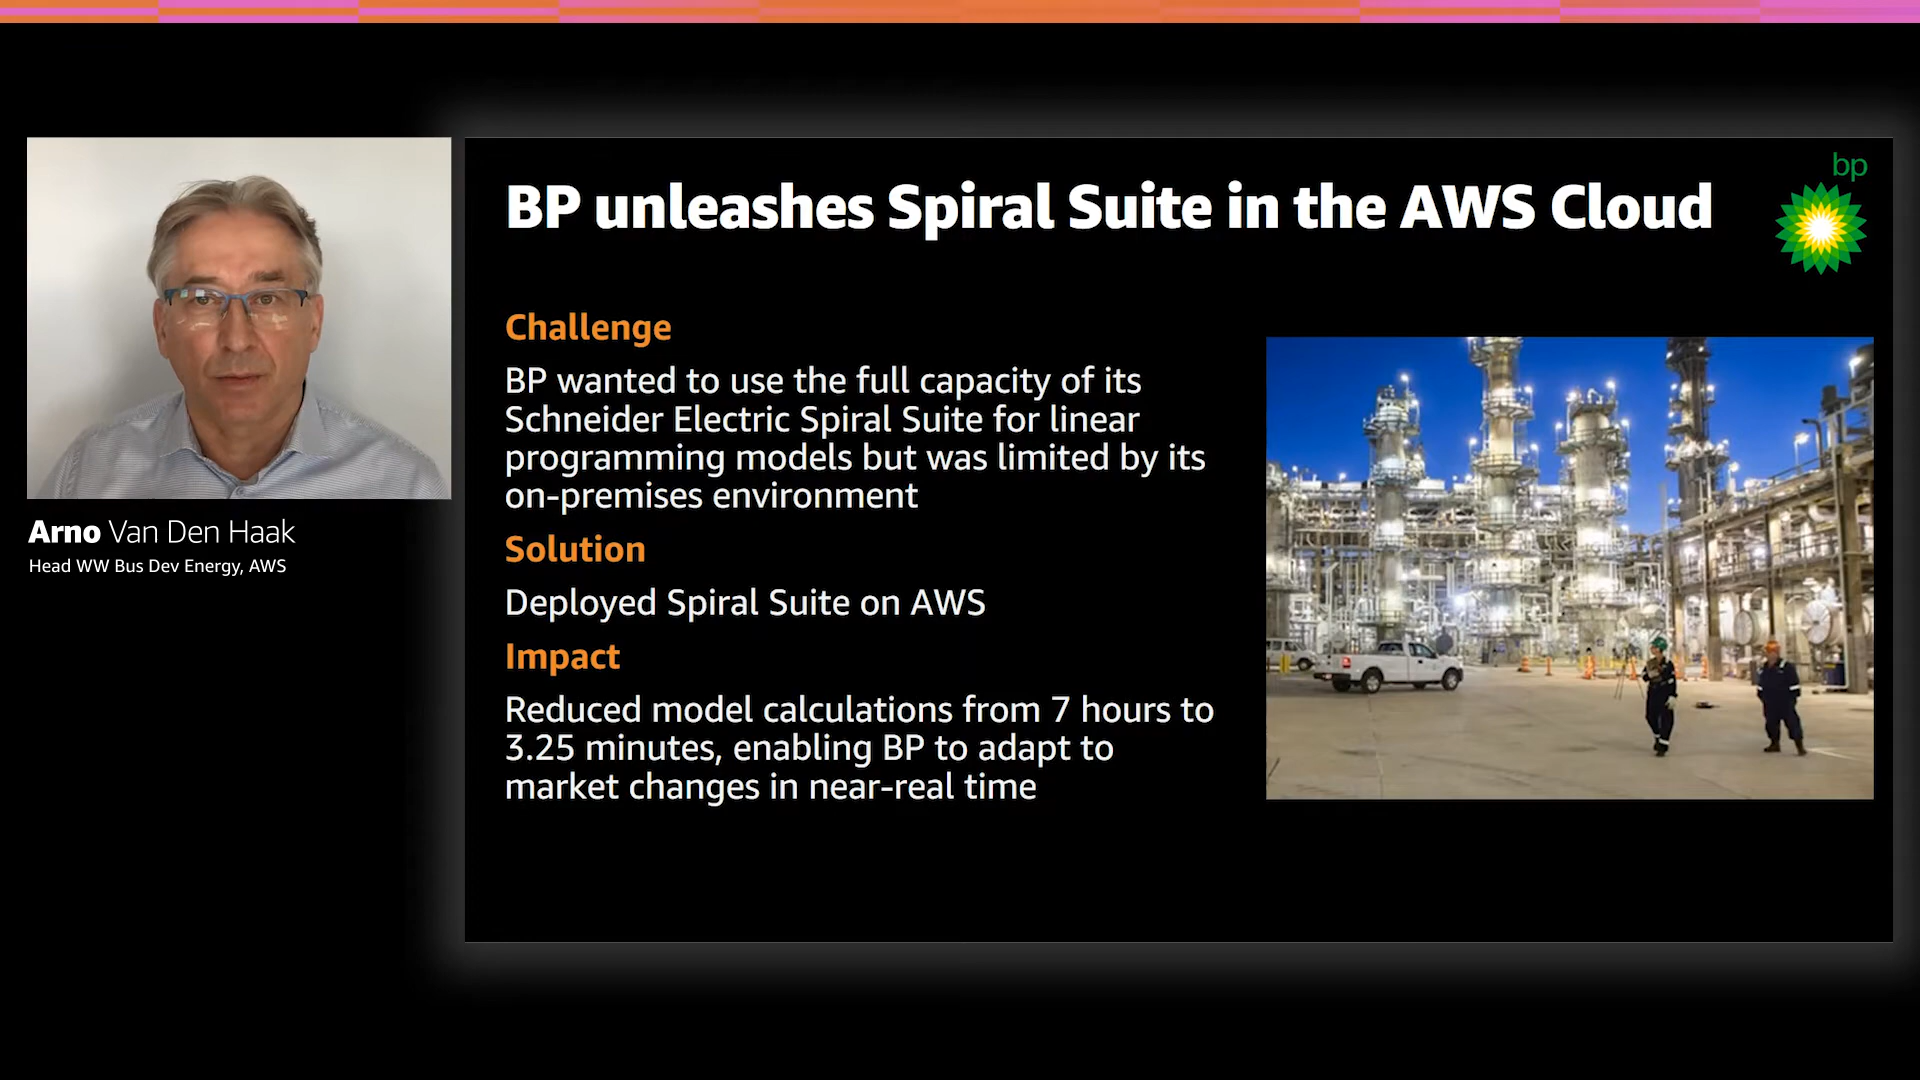 BP unleashes Spiral Suite in the AWS Cloud
bp
Arno Van Den Haak
Head WW Bus Dev Energy, AWS
Challenge
BP wanted to use the full capacity of its
Schneider Electric Spiral Suite for linear
programming models but was limited by its
on-premises environment
Solution
Deployed Spiral Suite on AWS
Impact
Reduced model calculations from 7 hours to
3.25 minutes, enabling BP to adapt to
market changes in near-real time